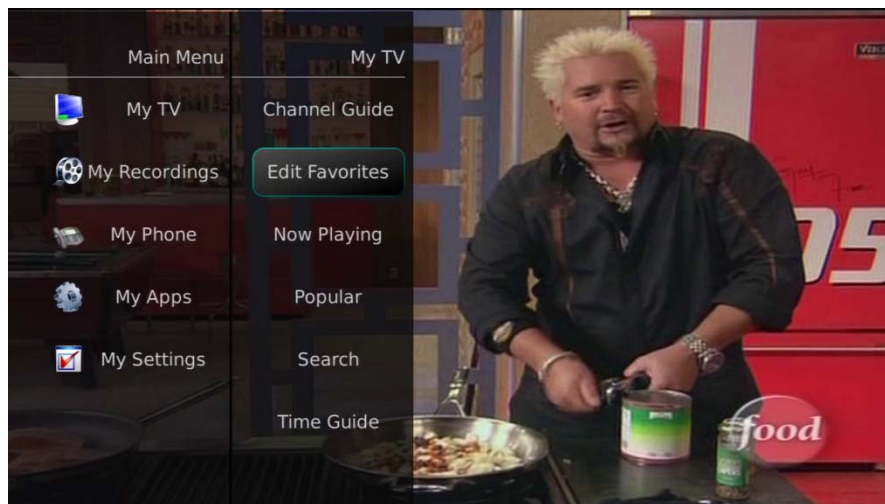 Main Menu
My TV
My TV
My Recordings
My Phone
My Apps
My Settings
Channel Guide
Edit Favorites
Now Playing
Popular
Search
Time Guide
food